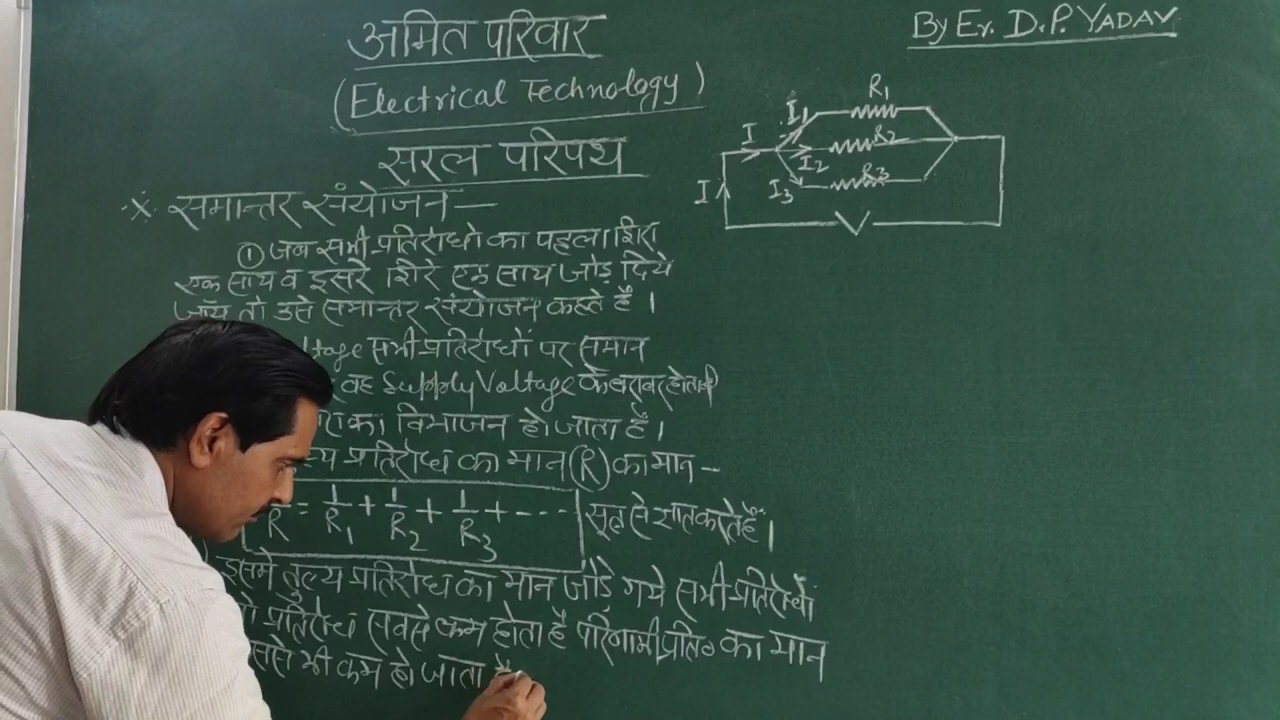 अमित परिवार
By Er. D.P. YADAV
(Electrical Technology)
सरल परिपथ
R1
I1
I
R2
I2
I
I3
R3
* समान्तर संयोजन —
① जब सभी प्रतिरोधों का पहला शिरा
एक साथ व दूसरे शिरे एक साथ जोड़ दिये
जाँय तो उसे समान्तर संयोजन कहते हैं।
सभी प्रतिरोधों पर समान
वह Supply Voltage के बराबर होता है
का विभाजन हो जाता है।
प्रतिरोध का मान (R) का मान –
R = 1/R1 + 1/R2 + 1/R3 + ---- सूत्र से ज्ञात करते हैं।
इसमें तुल्य प्रतिरोध का मान जोड़े गये सभी प्रतिरोधों
प्रतिरोध सबसे कम होता है परिणामी प्रति० का मान
भी कम हो जाता है